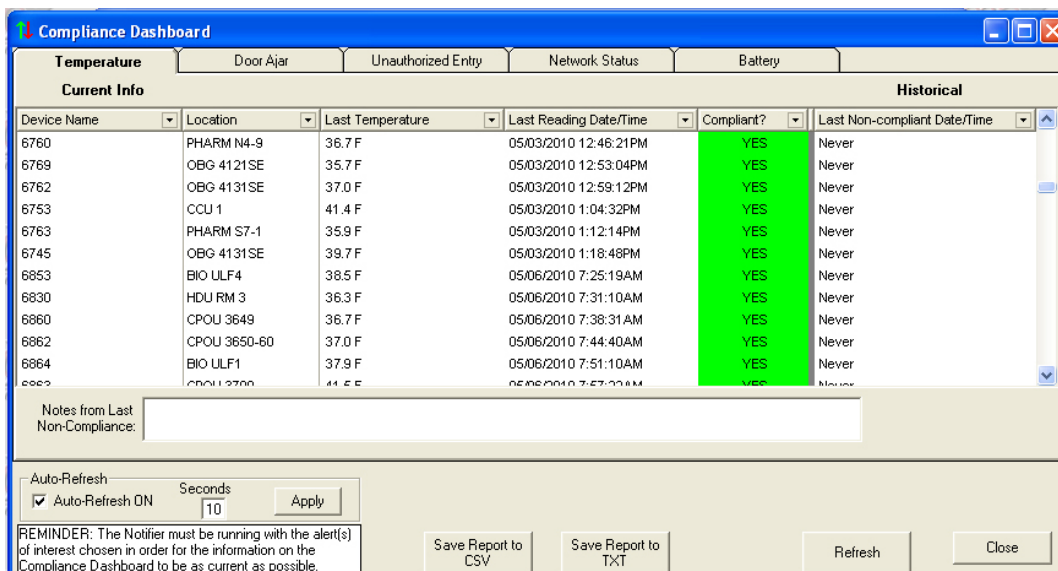 Compliance Dashboard
Temperature Door Ajar Unauthorized Entry Network Status Battery
Current Info Historical
Device Name Location Last Temperature Last Reading Date/Time Compliant? Last Non-compliant Date/Time
6760 PHARM N4-9 36.7 F 05/03/2010 12:46:21PM YES Never
6769 OBG 4121SE 35.7 F 05/03/2010 12:53:04PM YES Never
6762 OBG 4131SE 37.0 F 05/03/2010 12:59:12PM YES Never
6753 CCU 1 41.4 F 05/03/2010 1:04:32PM YES Never
6763 PHARM S7-1 35.9 F 05/03/2010 1:12:14PM YES Never
6745 OBG 4131SE 39.7 F 05/03/2010 1:18:48PM YES Never
6853 BIO ULF4 38.5 F 05/06/2010 7:25:19AM YES Never
6830 HDU RM 3 36.3 F 05/06/2010 7:31:10AM YES Never
6860 CPOU 3649 36.7 F 05/06/2010 7:38:31AM YES Never
6862 CPOU 3650-60 37.0 F 05/06/2010 7:44:40AM YES Never
6864 BIO ULF1 37.9 F 05/06/2010 7:51:10AM YES Never
YES Never
Notes from Last
Non-Compliance:
Auto-Refresh
Auto-Refresh ON Seconds 10 Apply
REMINDER: The Notifier must be running with the alert(s)
of interest chosen in order for the information on the
Compliance Dashboard to be as current as possible.
Save Report to
CSV
Save Report to
TXT
Refresh
Close